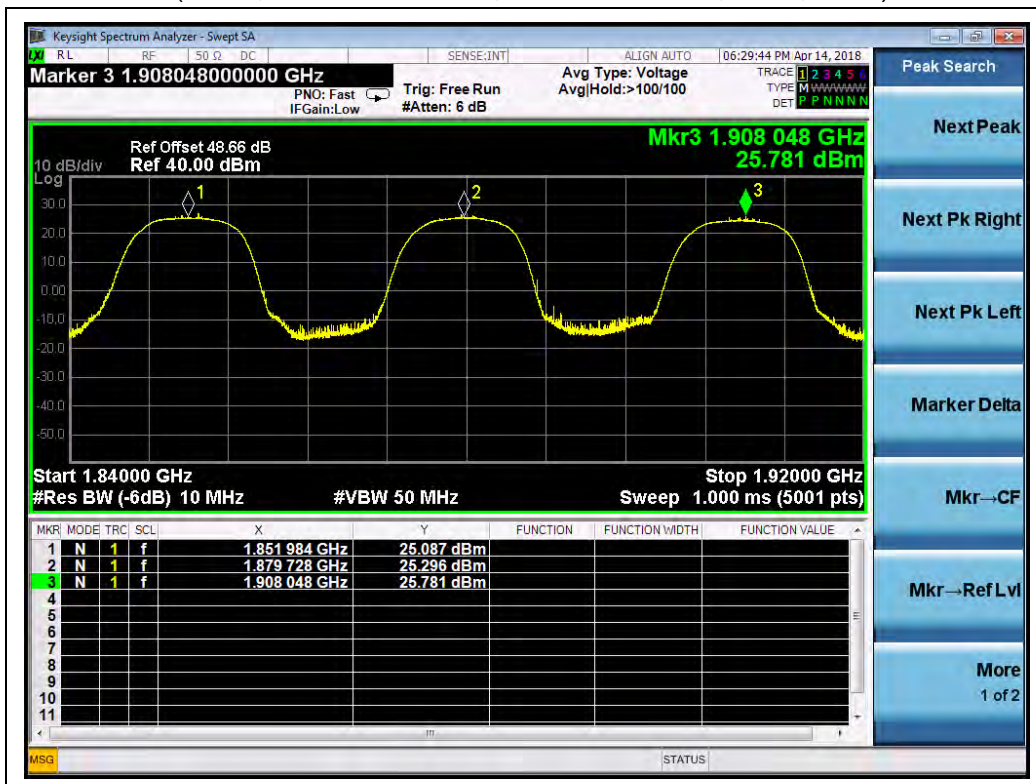 Keysight Spectrum Analyzer - Swept SA
LXI RL RF 50 Ω DC SENSE:INT ALIGN AUTO 06:29:44 PM Apr 14, 2018
Marker 3 1.908048000000 GHz
PNO: Fast
IFGain:Low
Trig: Free Run
#Atten: 6 dB
Avg Type: Voltage
Avg|Hold:>100/100
TRACE 1 2 3 4 5 6
TYPE M W W W W W
DET P P N N N N
Peak Search
Mkr3 1.908 048 GHz
25.781 dBm
Ref Offset 48.66 dB
10 dB/div Ref 40.00 dBm
Log
1
2
3
30.0
20.0
10.0
0.00
-10.0
-20.0
-30.0
-40.0
-50.0
Start 1.84000 GHz Stop 1.92000 GHz
#Res BW (-6dB) 10 MHz #VBW 50 MHz Sweep 1.000 ms (5001 pts)
MKR MODE TRC SCL X Y FUNCTION FUNCTION WIDTH FUNCTION VALUE
1 N 1 f 1.851 984 GHz 25.087 dBm
2 N 1 f 1.879 728 GHz 25.296 dBm
3 N 1 f 1.908 048 GHz 25.781 dBm
4
5
6
7
8
9
10
11
Next Peak
Next Pk Right
Next Pk Left
Marker Delta
Mkr→CF
Mkr→Ref Lvl
More
1 of 2
MSG STATUS